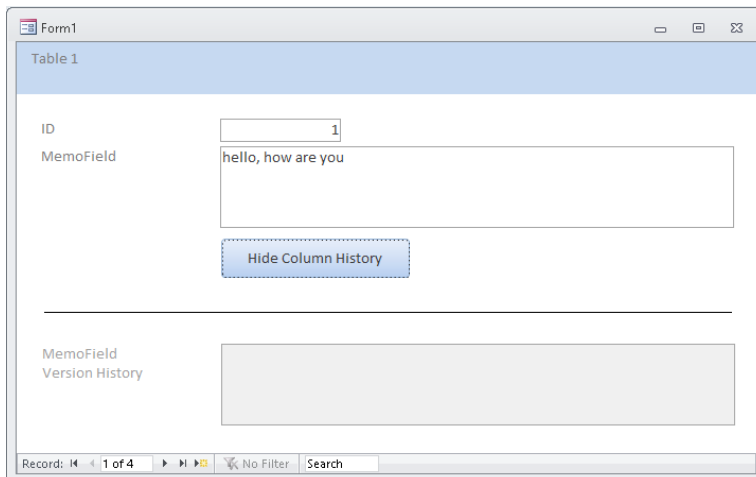 Form1
Table 1
ID 1
MemoField hello, how are you
Hide Column History
MemoField
Version History
Record: 1 of 4 No Filter Search